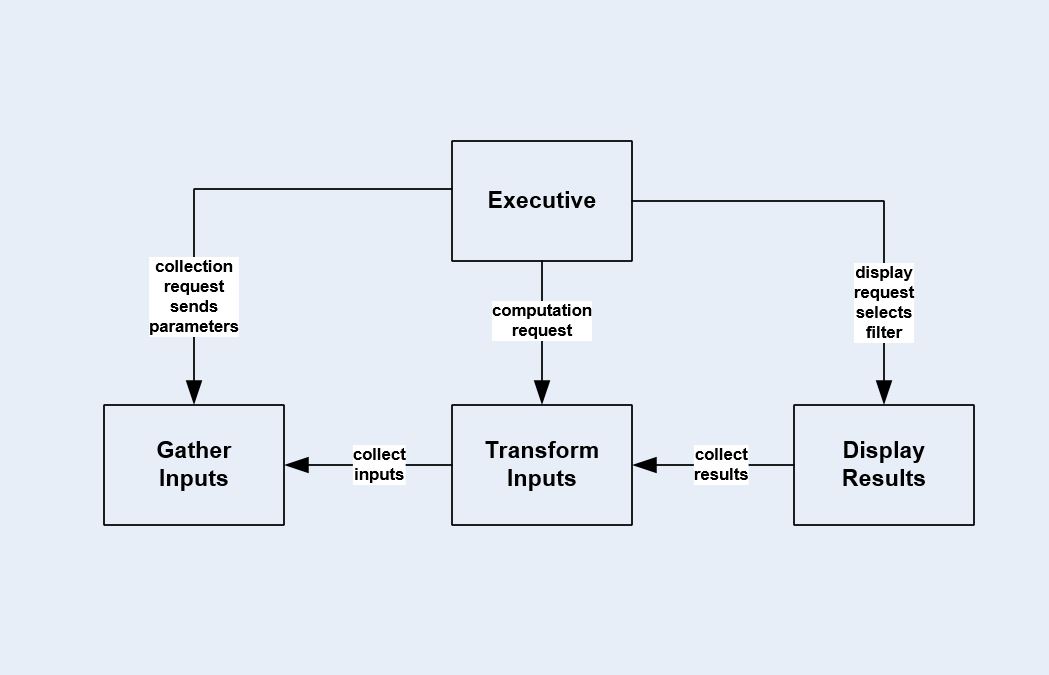 Executive
collection
request
sends
parameters
computation
request
display
request
selects
filter
Gather
Inputs
collect
inputs
Transform
Inputs
collect
results
Display
Results